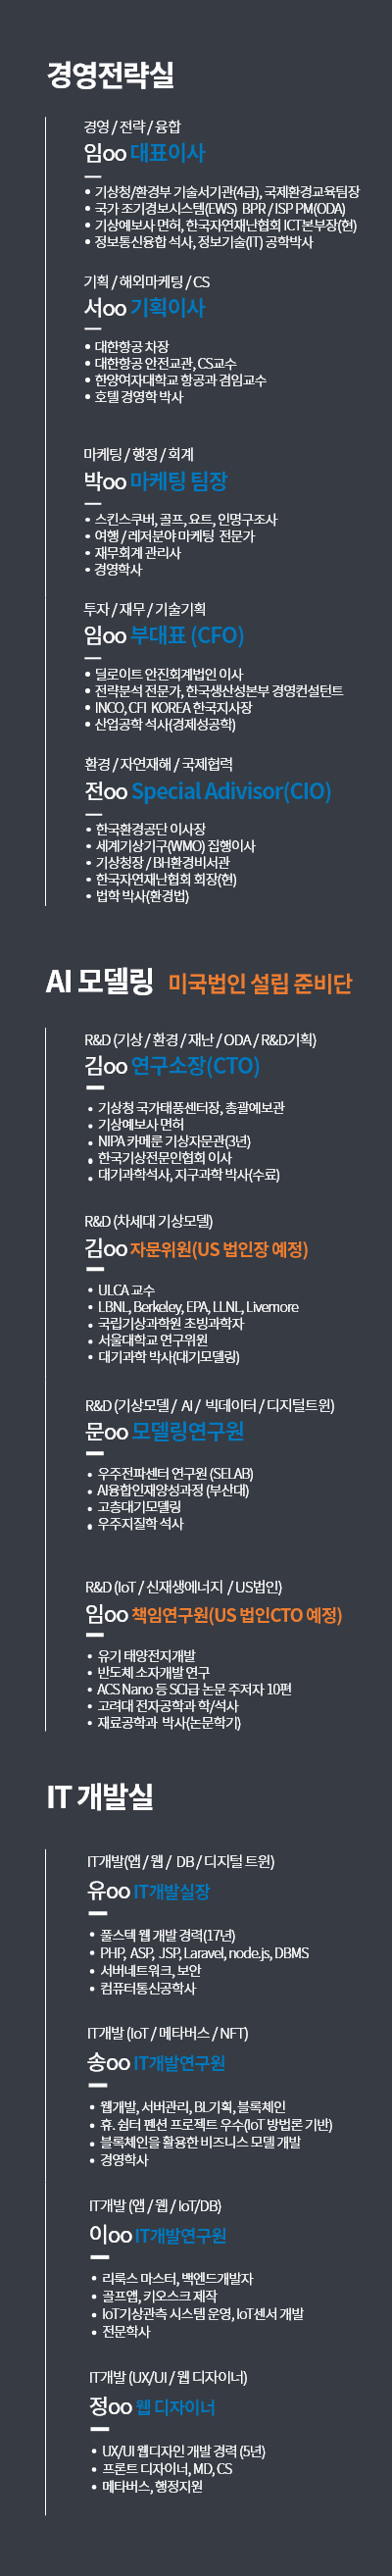 경영전략실
경영 / 전략 / 융합
임oo 대표이사
• 기상청/환경부 기술서기관(4급), 국제환경교육팀장
• 국가 조기경보시스템(EWS) BPR / ISP PM(ODA)
• 기상예보사 면허, 한국자연재난협회 ICT본부장(현)
• 정보통신융합 석사, 정보기술(IT) 공학박사
기획 / 해외마케팅 / CS
서oo 기획이사
• 대한항공 차장
• 대한항공 안전교관, CS교수
• 한양여자대학교 항공과 겸임교수
• 호텔 경영학 박사
마케팅 / 행정 / 회계
박oo 마케팅 팀장
• 스킨스쿠버, 골프, 요트, 인명구조사
• 여행 / 레저분야 마케팅 전문가
• 재무회계 관리사
• 경영학사
투자 / 재무 / 기술기획
임oo 부대표 (CFO)
• 딜로이트 안진회계법인 이사
• 전략분석 전문가, 한국생산성본부 경영컨설턴트
• INCO, CFI KOREA 한국지사장
• 산업공학 석사(경제성공학)
환경 / 자연재해 / 국제협력
전oo Special Adivisor(CIO)
• 한국환경공단 이사장
• 세계기상기구(WMO) 집행이사
• 기상청장 / BH환경비서관
• 한국자연재난협회 회장(현)
• 법학 박사(환경법)
AI 모델링 미국법인 설립 준비단
R&D (기상 / 환경 / 재난 / ODA / R&D기획)
김oo 연구소장(CTO)
• 기상청 국가태풍센터장, 총괄예보관
• 기상예보사 면허
• NIPA 카메룬 기상자문관(3년)
• 한국기상전문인협회 이사
• 대기과학석사, 지구과학 박사(수료)
R&D (차세대 기상모델)
김oo 자문위원(US 법인장 예정)
• ULCA 교수
• LBNL, Berkeley, EPA, LLNL, Livemore
• 국립기상과학원 초빙과학자
• 서울대학교 연구위원
• 대기과학 박사(대기모델링)
R&D (기상모델 / AI / 빅데이터 / 디지털트윈)
문oo 모델링연구원
• 우주전파센터 연구원 (SELAB)
• AI융합인재양성과정 (부산대)
• 고층대기모델링
• 우주지질학 석사
R&D (IoT / 신재생에너지 / US법인)
임oo 책임연구원(US 법인CTO 예정)
• 유기 태양전지개발
• 반도체 소자개발 연구
• ACS Nano 등 SCI급 논문 주저자 10편
• 고려대 전자공학과 학/석사
• 재료공학과 박사(논문학기)
IT 개발실
IT개발(앱 / 웹 / DB / 디지털 트윈)
유oo IT개발실장
• 풀스텍 웹 개발 경력(17년)
• PHP, ASP, JSP, Laravel, node.js, DBMS
• 서버네트워크, 보안
• 컴퓨터통신공학사
IT개발 (IoT / 메타버스 / NFT)
송oo IT개발연구원
• 웹개발, 서버관리, BL기획, 블록체인
• 휴. 쉼터 펜션 프로젝트 우수(IoT 방법론 기반)
• 블록체인을 활용한 비즈니스 모델 개발
• 경영학사
IT개발 (앱 / 웹 / IoT/DB)
이oo IT개발연구원
• 리룩스 마스터, 백엔드개발자
• 골프앱, 키오스크 제작
• IoT기상관측 시스템 운영, IoT센서 개발
• 전문학사
IT개발 (UX/UI / 웹 디자이너)
정oo 웹 디자이너
• UX/UI 웹디자인 개발 경력 (5년)
• 프론트 디자이너, MD, CS
• 메타버스, 행정지원